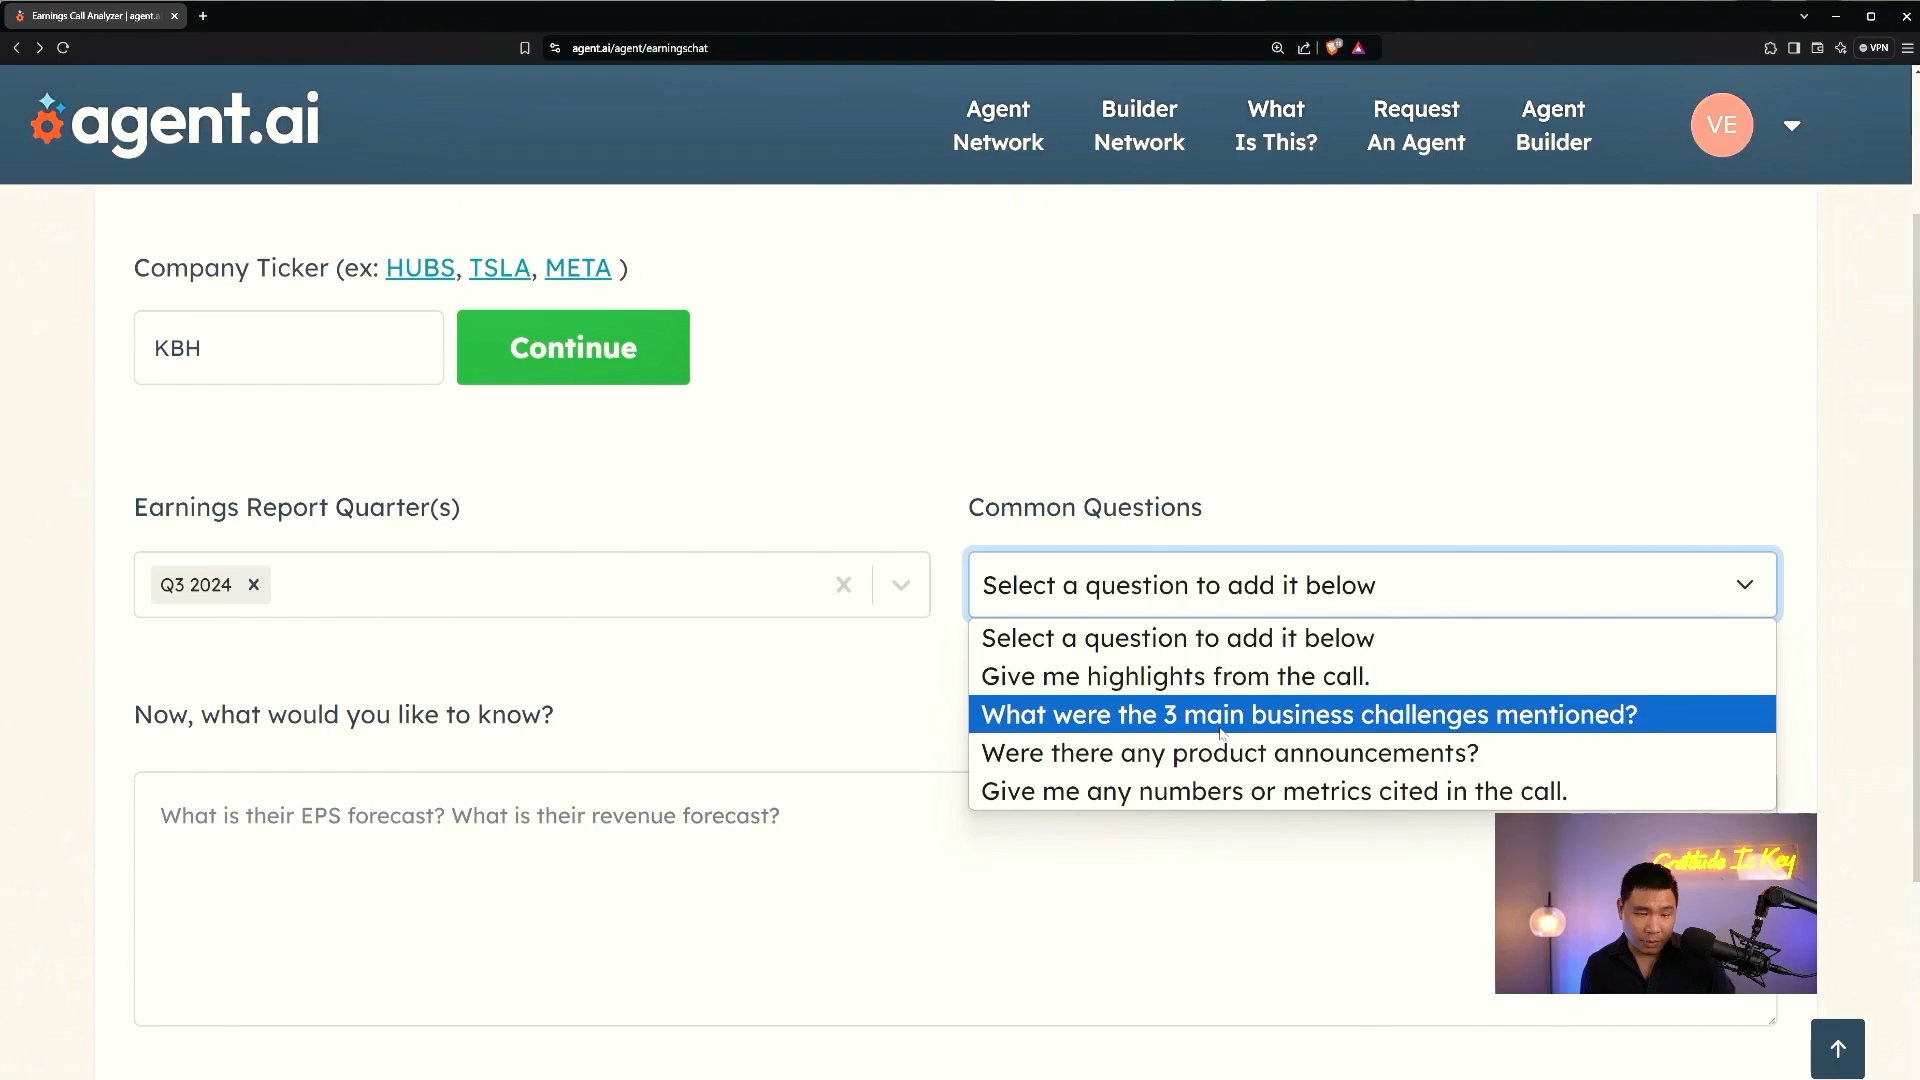 Earnings Call Analyzer | agent.a
agent.ai/agent/earningschat
VPN
agent.ai
Agent Network
Builder Network
What Is This?
Request An Agent
Agent Builder
VE
Company Ticker (ex: HUBS, TSLA, META )
KBH
Continue
Earnings Report Quarter(s)
Common Questions
Q3 2024
Select a question to add it below
Select a question to add it below
Give me highlights from the call.
What were the 3 main business challenges mentioned?
Were there any product announcements?
Give me any numbers or metrics cited in the call.
Now, what would you like to know?
What is their EPS forecast? What is their revenue forecast?
Gratitude Is Key